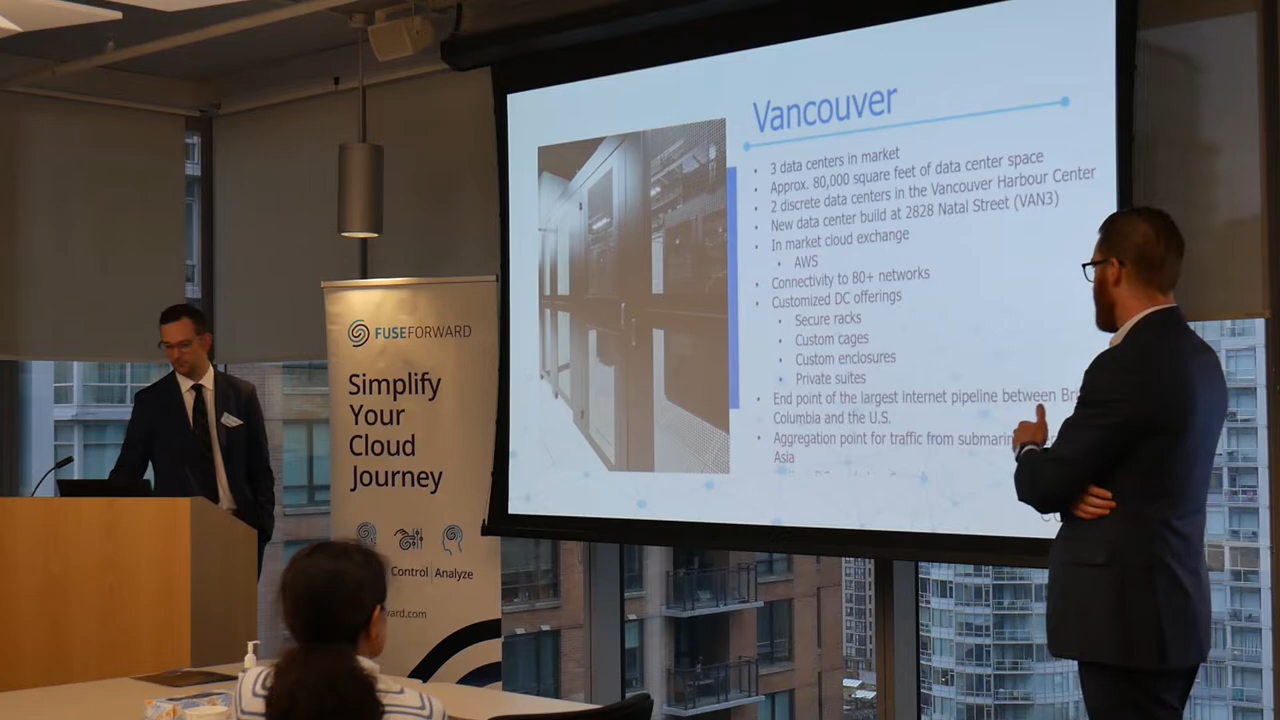 FUSEFORWARD
Simplify
Your
Cloud
Journey
Control
Analyze
ward.com
Vancouver
• 3 data centers in market
• Approx. 80,000 square feet of data center space
• 2 discrete data centers in the Vancouver Harbour Center
• New data center build at 2828 Natal Street (VAN3)
• In market cloud exchange
• AWS
• Connectivity to 80+ networks
• Customized DC offerings
• Secure racks
• Custom cages
• Custom enclosures
• Private suites
• End point of the largest Internet pipeline between
Columbia and the U.S.
• Aggregation point for traffic from
Asia